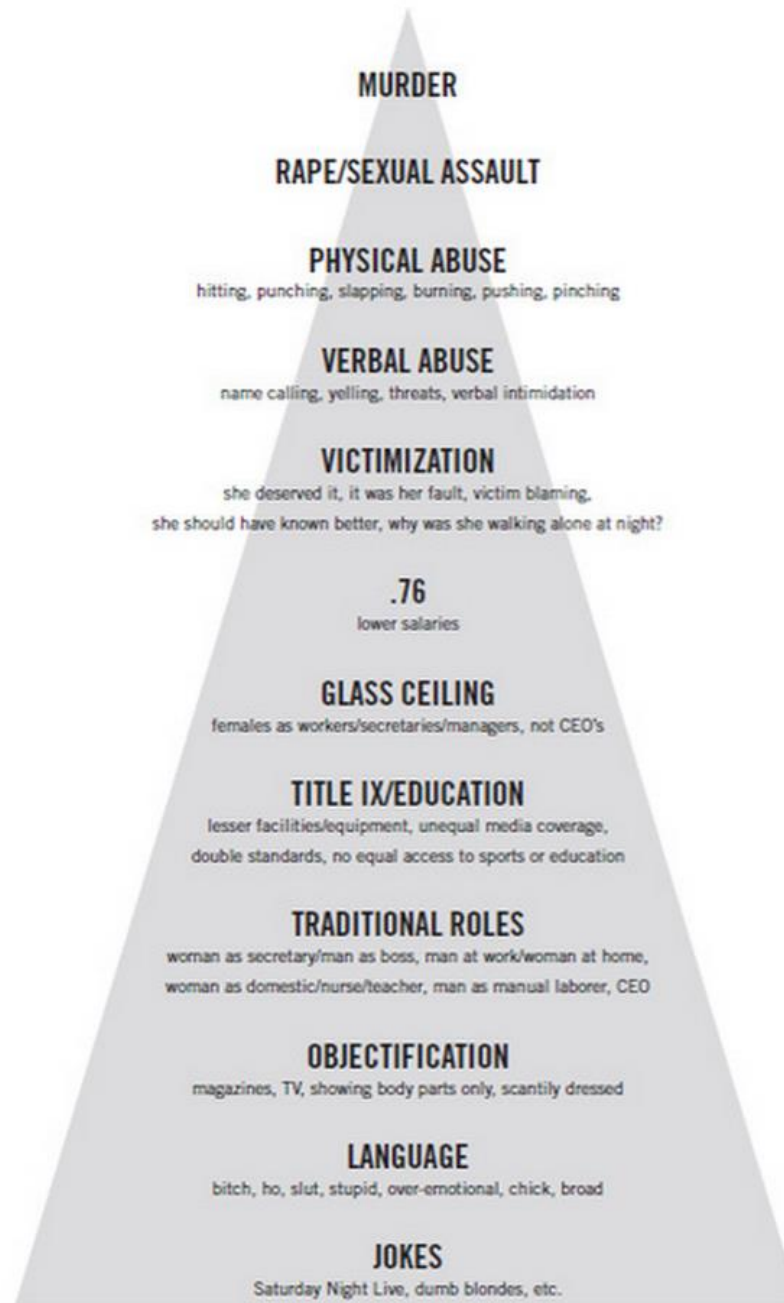 MURDER
RAPE/SEXUAL ASSAULT
PHYSICAL ABUSE
hitting, punching, slapping, burning, pushing, pinching
VERBAL ABUSE
name calling, yelling, threats, verbal intimidation
VICTIMIZATION
she deserved it, it was her fault, victim blaming,
she should have known better, why was she walking alone at night?
.76
lower salaries
GLASS CEILING
females as workers/secretaries/managers, not CEO's
TITLE IX/EDUCATION
lesser facilities/equipment, unequal media coverage,
double standards, no equal access to sports or education
TRADITIONAL ROLES
woman as secretary/man as boss, man at work/woman at home,
woman as domestic/nurse/teacher, man as manual laborer, CEO
OBJECTIFICATION
magazines, TV, showing body parts only, scantily dressed
LANGUAGE
bitch, ho, slut, stupid, over-emotional, chick, broad
JOKES
Saturday Night Live, dumb blondes, etc.